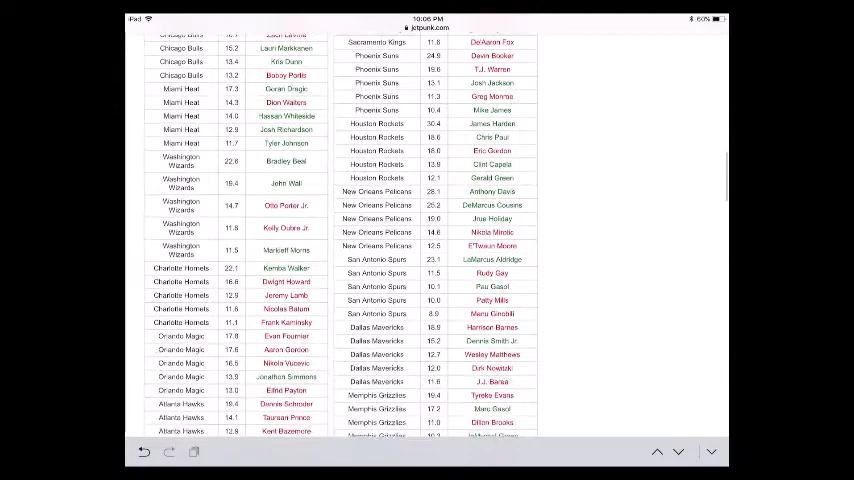 iPad
10:06 PM
60%
jetpunk.com
Chicago Bulls 15.2 Lauri Markkanen
Chicago Bulls 13.4 Kris Dunn
Chicago Bulls 13.2 Bobby Portis
Miami Heat 17.3 Goran Dragic
Miami Heat 14.3 Dion Waiters
Miami Heat 14.0 Hassan Whiteside
Miami Heat 12.9 Josh Richardson
Miami Heat 11.7 Tyler Johnson
Washington Wizards 22.6 Bradley Beal
Washington Wizards 19.4 John Wall
Washington Wizards 14.7 Otto Porter Jr.
Washington Wizards 11.8 Kelly Oubre Jr.
Washington Wizards 11.5 Markieff Morris
Charlotte Hornets 22.1 Kemba Walker
Charlotte Hornets 16.6 Dwight Howard
Charlotte Hornets 12.9 Jeremy Lamb
Charlotte Hornets 11.6 Nicolas Batum
Charlotte Hornets 11.1 Frank Kaminsky
Orlando Magic 17.8 Evan Fournier
Orlando Magic 17.6 Aaron Gordon
Orlando Magic 16.5 Nikola Vucevic
Orlando Magic 13.9 Jonathon Simmons
Orlando Magic 13.0 Elfrid Payton
Atlanta Hawks 19.4 Dennis Schroder
Atlanta Hawks 14.1 Taurean Prince
Atlanta Hawks 12.9 Kent Bazemore
Sacramento Kings 11.6 De'Aaron Fox
Phoenix Suns 24.9 Devin Booker
Phoenix Suns 19.6 T.J. Warren
Phoenix Suns 13.1 Josh Jackson
Phoenix Suns 11.3 Greg Monroe
Phoenix Suns 10.4 Mike James
Houston Rockets 30.4 James Harden
Houston Rockets 18.6 Chris Paul
Houston Rockets 18.0 Eric Gordon
Houston Rockets 13.9 Clint Capela
Houston Rockets 12.1 Gerald Green
New Orleans Pelicans 28.1 Anthony Davis
New Orleans Pelicans 25.2 DeMarcus Cousins
New Orleans Pelicans 19.0 Jrue Holiday
New Orleans Pelicans 14.6 Nikola Mirotic
New Orleans Pelicans 12.5 E'Twaun Moore
San Antonio Spurs 23.1 LaMarcus Aldridge
San Antonio Spurs 11.5 Rudy Gay
San Antonio Spurs 10.1 Pau Gasol
San Antonio Spurs 10.0 Patty Mills
San Antonio Spurs 8.9 Manu Ginobili
Dallas Mavericks 18.9 Harrison Barnes
Dallas Mavericks 15.2 Dennis Smith Jr.
Dallas Mavericks 12.7 Wesley Matthews
Dallas Mavericks 12.0 Dirk Nowitzki
Dallas Mavericks 11.6 J.J. Barea
Memphis Grizzlies 19.4 Tyreke Evans
Memphis Grizzlies 17.2 Marc Gasol
Memphis Grizzlies 11.0 Dillon Brooks